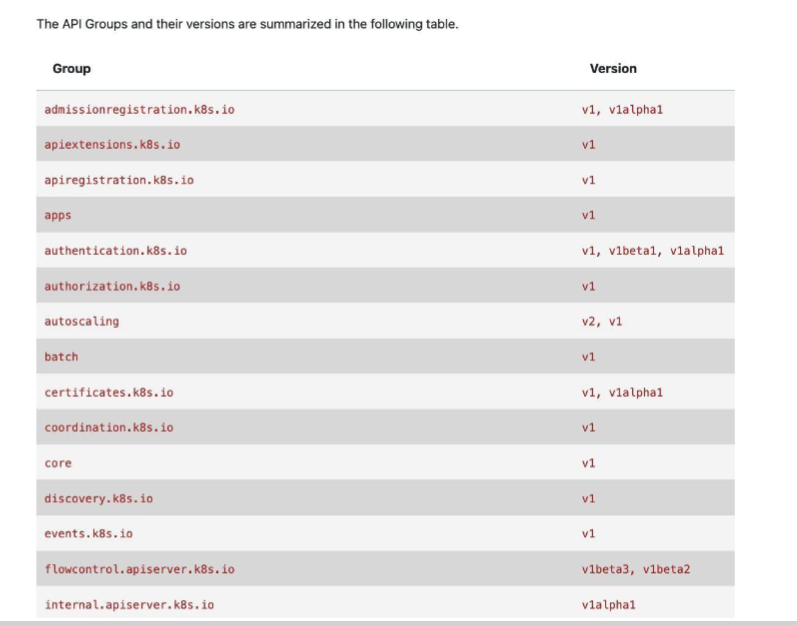 The API Groups and their versions are summarized in the following table.
Group Version
admissionregistration.k8s.io v1, v1alpha1
apiextensions.k8s.io v1
apiregistration.k8s.io v1
apps v1
authentication.k8s.io v1, v1beta1, v1alpha1
authorization.k8s.io v1
autoscaling v2, v1
batch v1
certificates.k8s.io v1, v1alpha1
coordination.k8s.io v1
core v1
discovery.k8s.io v1
events.k8s.io v1
flowcontrol.apiserver.k8s.io v1beta3, v1beta2
internal.apiserver.k8s.io v1alpha1